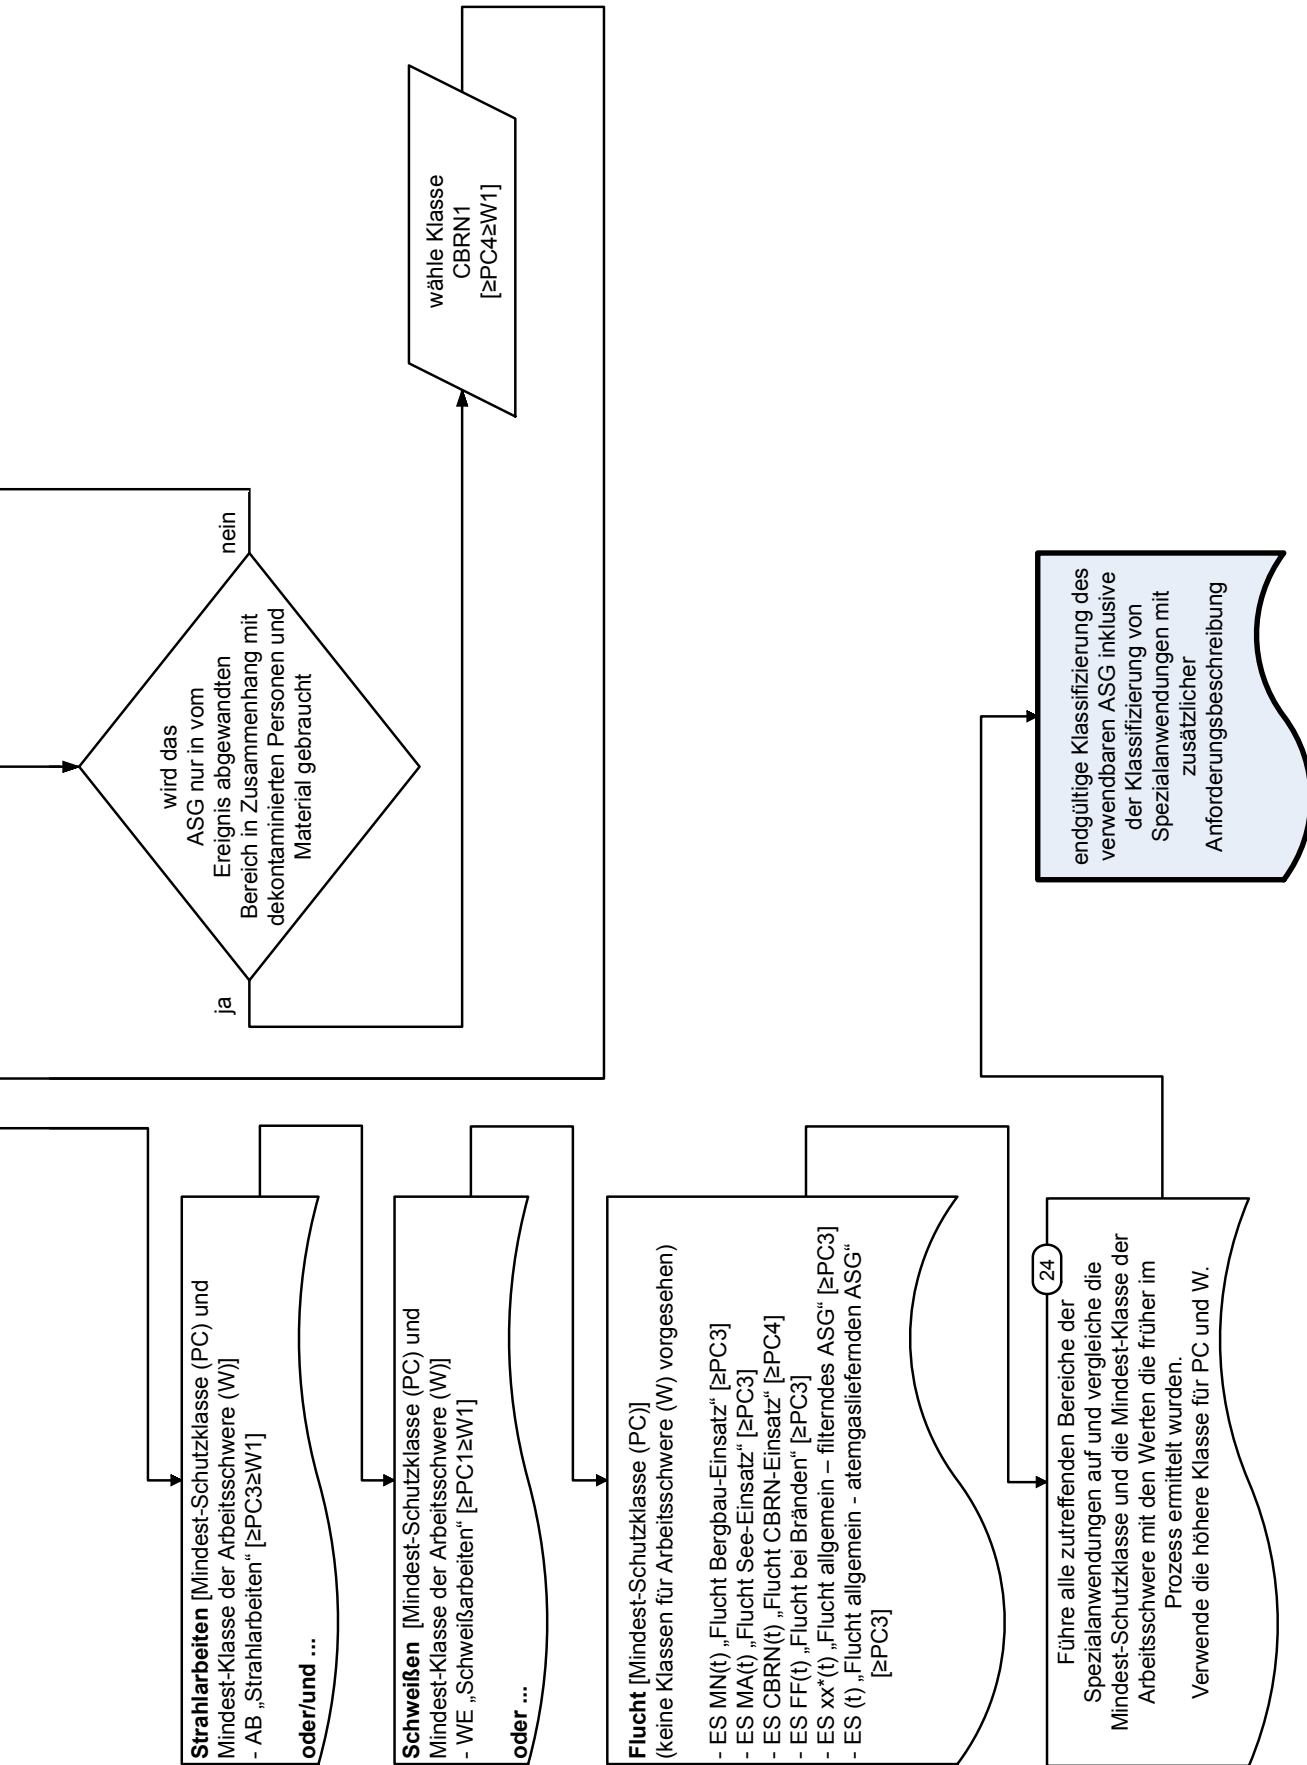 Strahlarbeiten [Mindest-Schutzklasse (PC) und
Mindest-Klasse der Arbeitsschwere (W)]
- AB „Strahlarbeiten“ [≥PC3≥W1]
oder/und ...
Schweißen [Mindest-Schutzklasse (PC) und
Mindest-Klasse der Arbeitsschwere (W)]
- WE „Schweißarbeiten“ [≥PC1≥W1]
oder ...
Flucht [Mindest-Schutzklasse (PC)]
(keine Klassen für Arbeitsschwere (W) vorgesehen)
- ES MN(t) „Flucht Bergbau-Einsatz“ [≥PC3]
- ES MA(t) „Flucht See-Einsatz“ [≥PC3]
- ES CBRN(t) „Flucht CBRN-Einsatz“ [≥PC4]
- ES FF(t) „Flucht bei Bränden“ [≥PC3]
- ES xx*(t) „Flucht allgemein – filterndes ASG“ [≥PC3]
- ES (t) „Flucht allgemein - atemgasliefernden ASG“
[≥PC3]
24
Führe alle zutreffenden Bereiche der
Spezialanwendungen auf und vergleiche die
Mindest-Schutzklasse und die Mindest-Klasse der
Arbeitsschwere mit den Werten die früher im
Prozess ermittelt wurden.
Verwende die höhere Klasse für PC und W.
ja
wird das
ASG nur in vom
Ereignis abgewandten
Bereich in Zusammenhang mit
dekontaminierten Personen und
Material gebraucht
nein
wähle Klasse
CBRN1
[≥PC4≥W1]
endgültige Klassifizierung des
verwendbaren ASG inklusive
der Klassifizierung von
Spezialanwendungen mit
zusätzlicher
Anforderungsbeschreibung